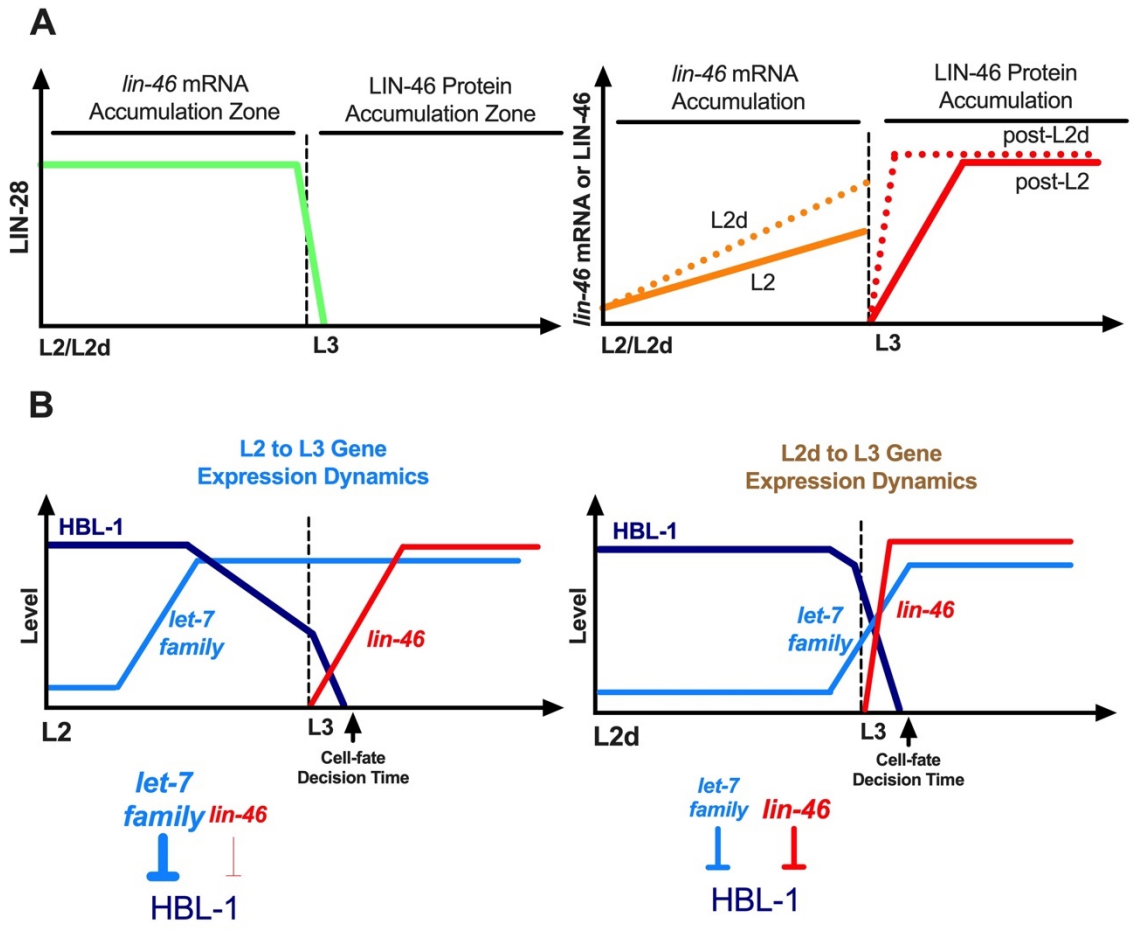 A
lin-46 mRNA
Accumulation Zone
LIN-46 Protein
Accumulation Zone
LIN-28
L2/L2d
L3
lin-46 mRNA
Accumulation
LIN-46 Protein
Accumulation
lin-46 mRNA or LIN-46
post-L2d
post-L2
L2d
L2
L2/L2d
L3
B
L2 to L3 Gene
Expression Dynamics
HBL-1
Level
let-7
family
lin-46
L2
L3
Cell-fate
Decision Time
let-7
family lin-46
HBL-1
L2d to L3 Gene
Expression Dynamics
HBL-1
Level
let-7
family
lin-46
L2d
L3
Cell-fate
Decision Time
let-7
family lin-46
HBL-1